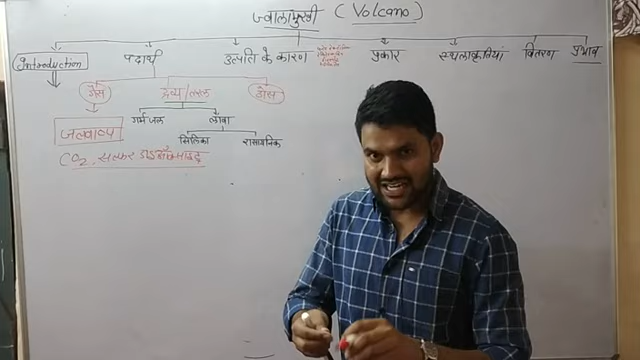 ज्वालामुखी ( Volcano )
Introduction पदार्थ उत्पत्ति के कारण प्रकार स्थलाकृतियां वितरण प्रभाव
गैस द्रव्य/तरल ठोस
जलवाष्प गर्म जल लावा
सिलिका रासायनिक
CO2, सल्फर डाई ऑक्साइड